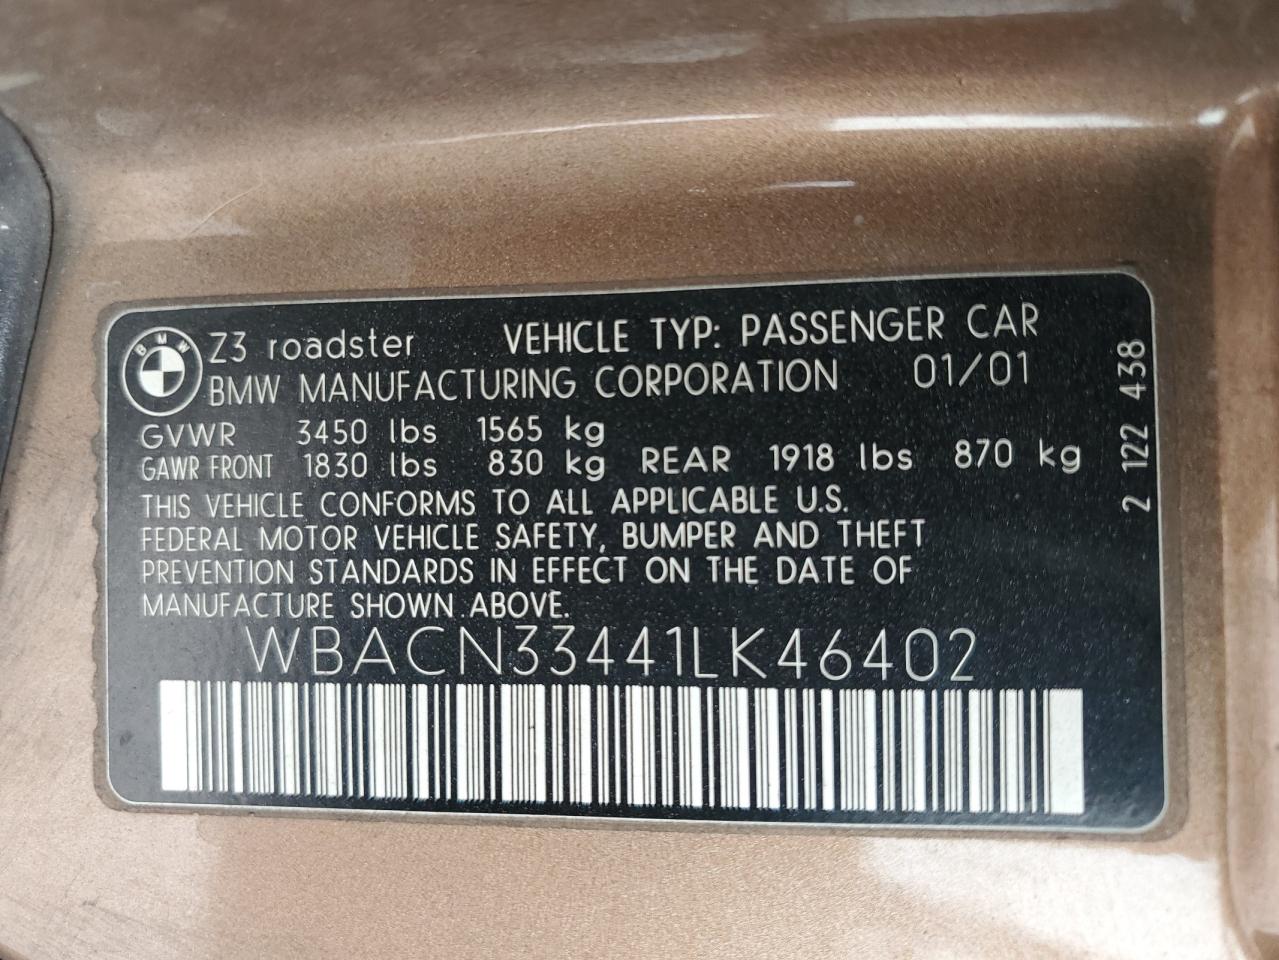 BMW
Z3 roadster VEHICLE TYP: PASSENGER CAR
BMW MANUFACTURING CORPORATION 01/01
GVWR 3450 lbs 1565 kg
GAWR FRONT 1830 lbs 830 kg REAR 1918 lbs 870 kg
THIS VEHICLE CONFORMS TO ALL APPLICABLE U.S.
FEDERAL MOTOR VEHICLE SAFETY, BUMPER AND THEFT
PREVENTION STANDARDS IN EFFECT ON THE DATE OF
MANUFACTURE SHOWN ABOVE.
WBACN33441LK46402
2 122 438